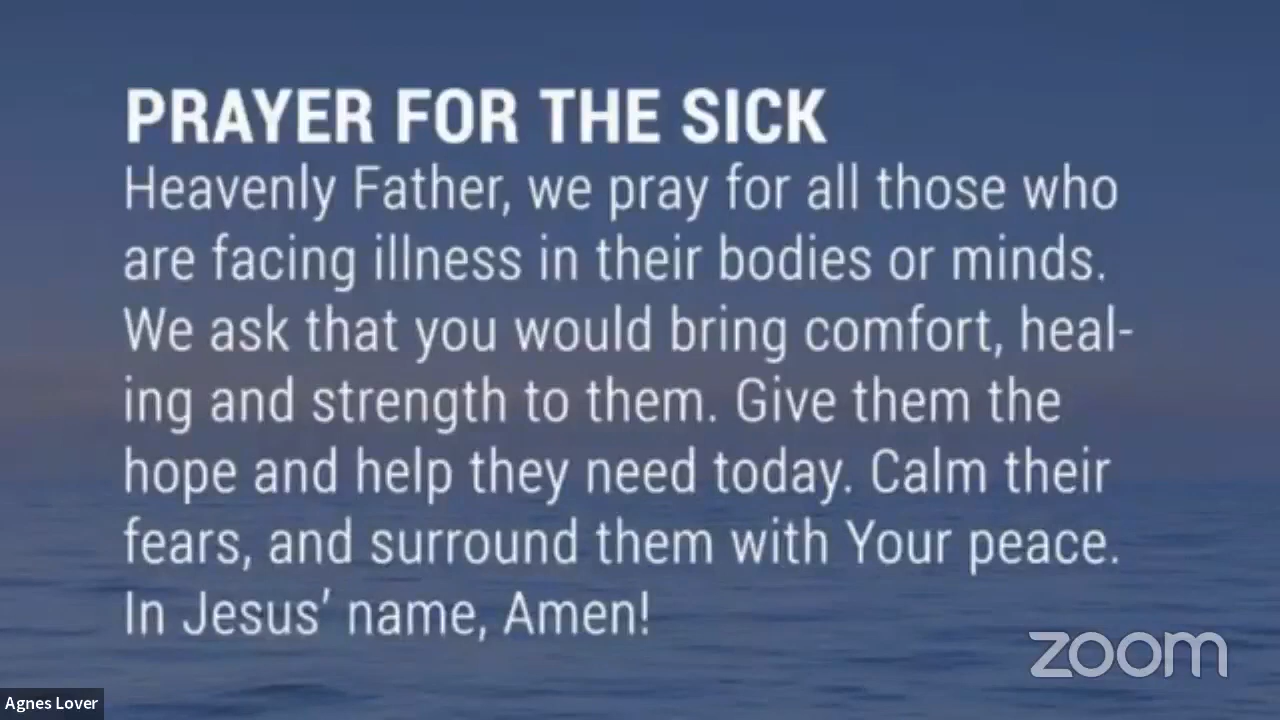 PRAYER FOR THE SICK
Heavenly Father, we pray for all those who
are facing illness in their bodies or minds.
We ask that you would bring comfort, heal-
ing and strength to them. Give them the
hope and help they need today. Calm their
fears, and surround them with Your peace.
In Jesus’ name, Amen!
zoom
Agnes Lover